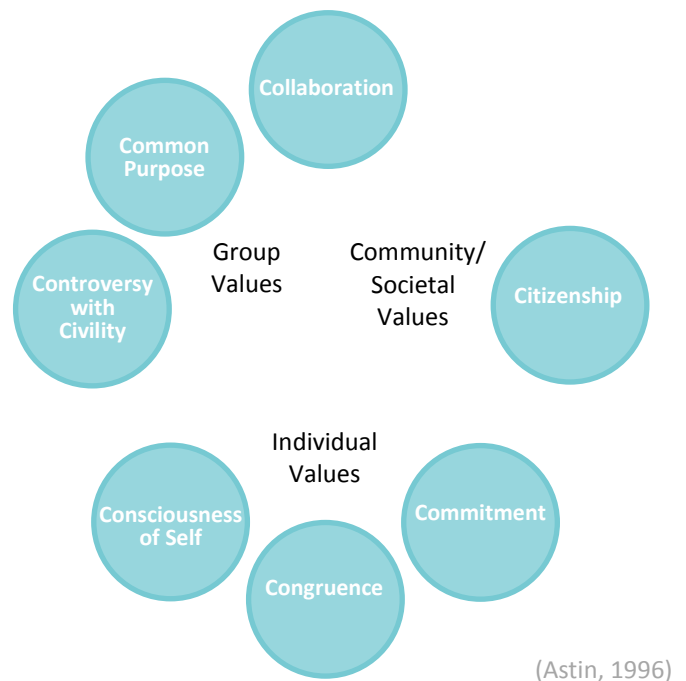 Collaboration
Common
Purpose
Group
Values
Community/
Societal
Values
Controversy
with
Civility
Citizenship
Individual
Values
Consciousness
of Self
Commitment
Congruence
(Astin, 1996)